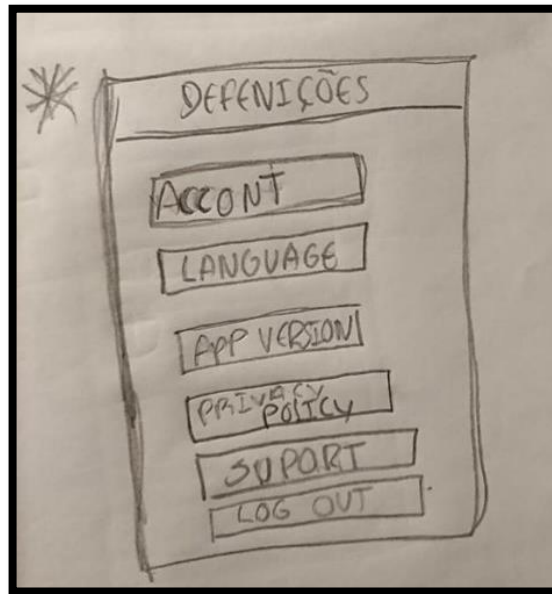 DEFENIÇÕES
ACCONT
LANGUAGE
APP VERSION
PRIVACY
POLICY
SUPORT
LOG OUT